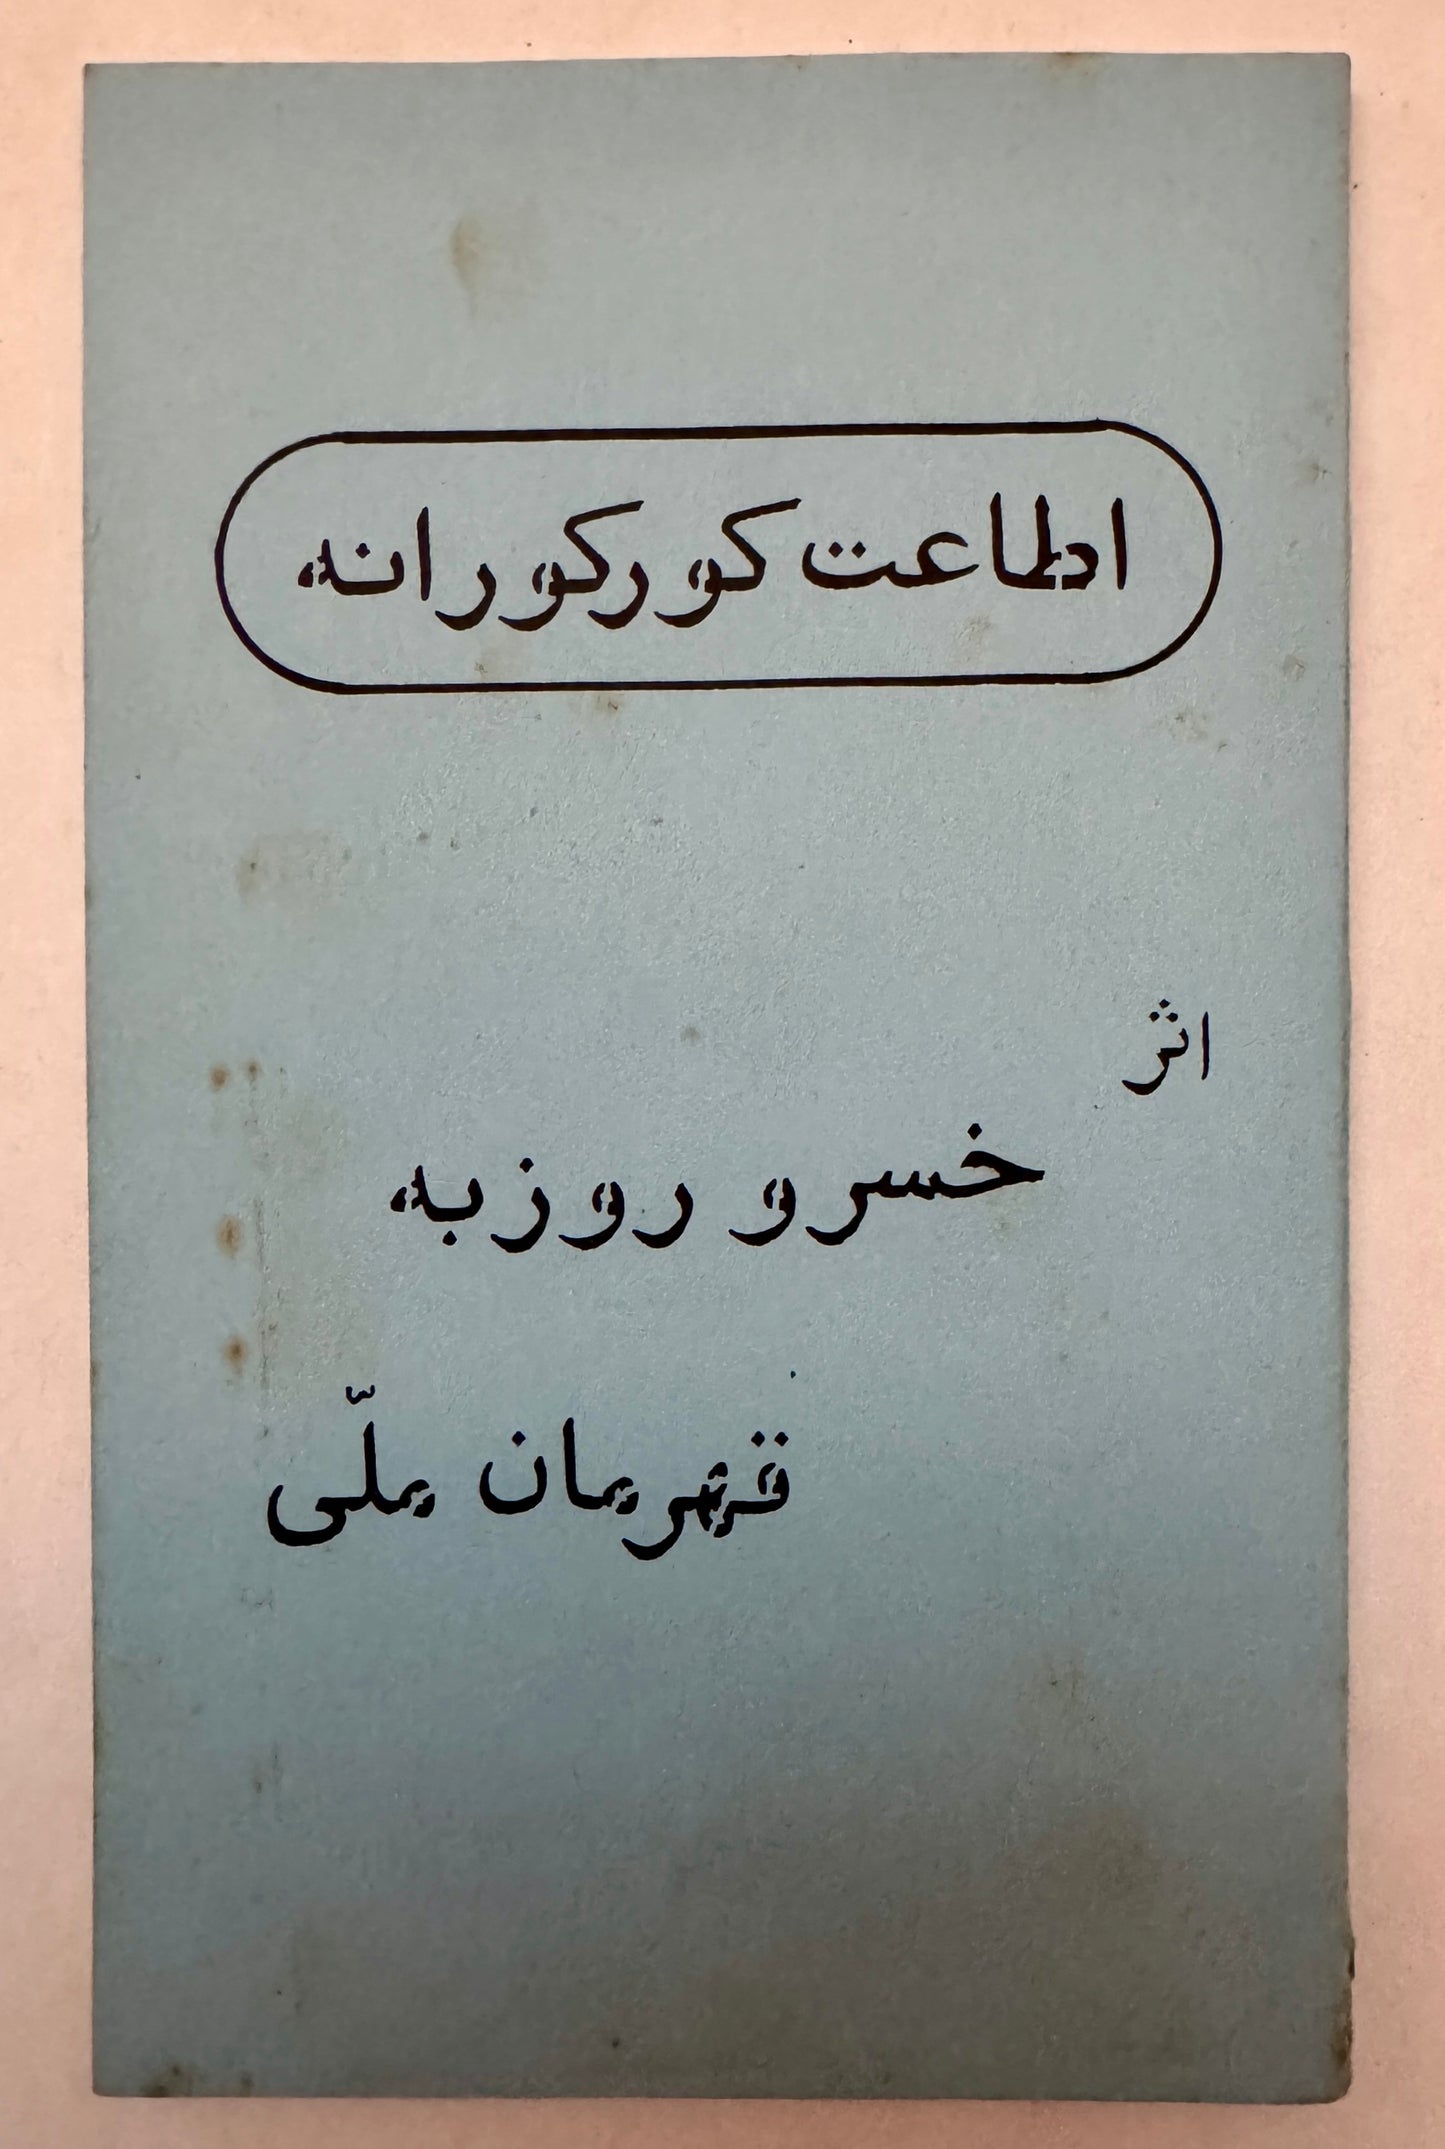 اطاعت کورکورانه
اثر
خسرو روزبه
قهرمان ملّی